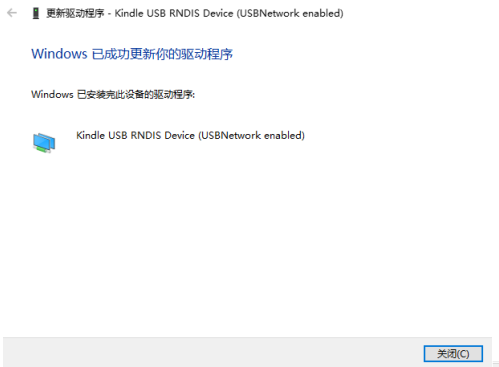 更新驱动程序 - Kindle USB RNDIS Device (USBNetwork enabled)
Windows 已成功更新你的驱动程序
Windows 已安装完此设备的驱动程序:
Kindle USB RNDIS Device (USBNetwork enabled)
关闭(C)